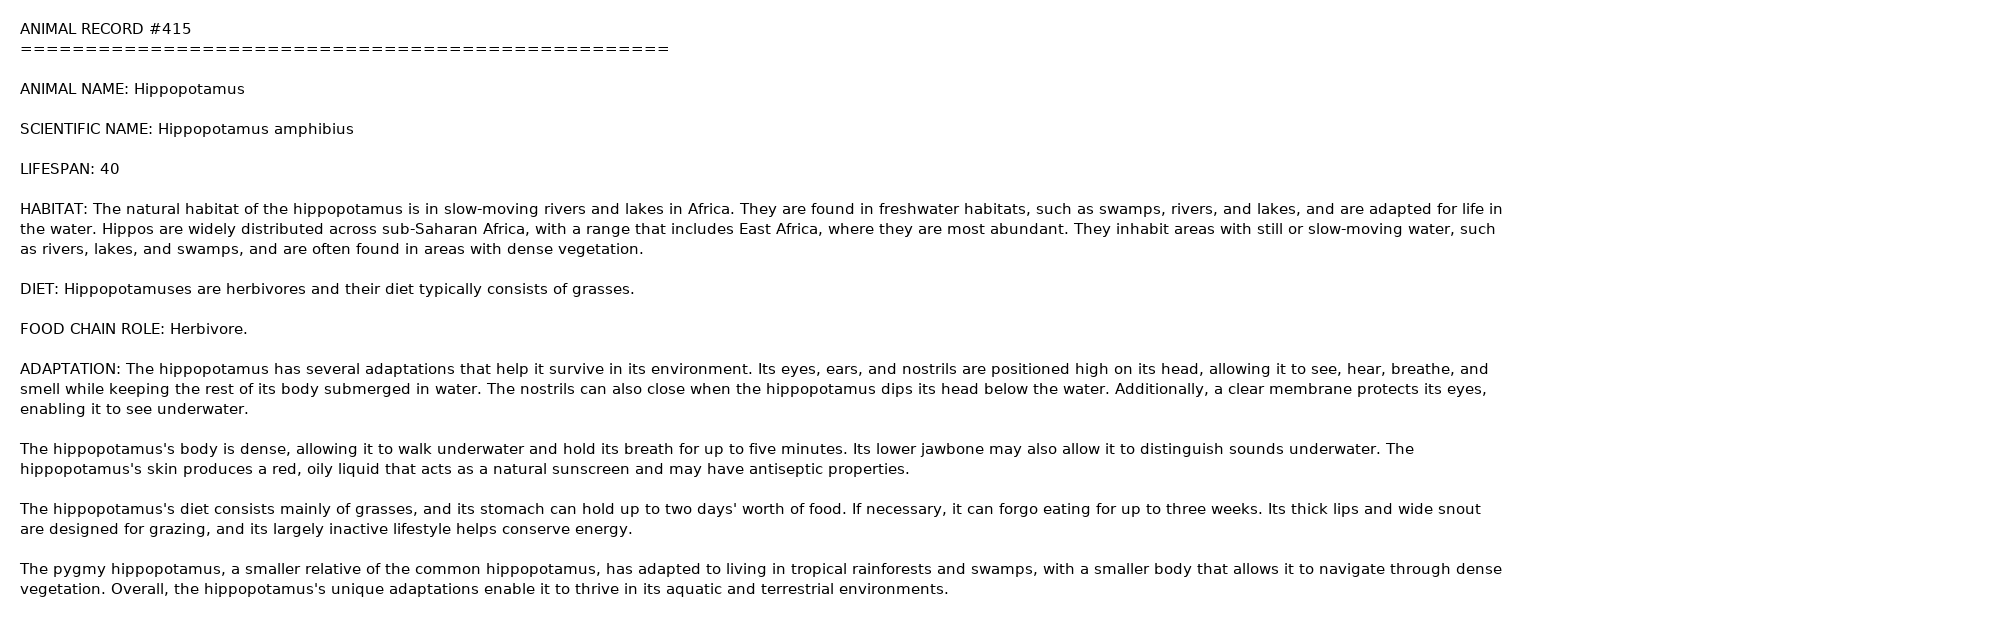 ANIMAL RECORD #415
==================================================
ANIMAL NAME: Hippopotamus
SCIENTIFIC NAME: Hippopotamus amphibius
LIFESPAN: 40
HABITAT: The natural habitat of the hippopotamus is in slow-moving rivers and lakes in Africa. They are found in freshwater habitats, such as swamps, rivers, and lakes, and are adapted for life in
the water. Hippos are widely distributed across sub-Saharan Africa, with a range that includes East Africa, where they are most abundant. They inhabit areas with still or slow-moving water, such
as rivers, lakes, and swamps, and are often found in areas with dense vegetation.
DIET: Hippopotamuses are herbivores and their diet typically consists of grasses.
FOOD CHAIN ROLE: Herbivore.
ADAPTATION: The hippopotamus has several adaptations that help it survive in its environment. Its eyes, ears, and nostrils are positioned high on its head, allowing it to see, hear, breathe, and
smell while keeping the rest of its body submerged in water. The nostrils can also close when the hippopotamus dips its head below the water. Additionally, a clear membrane protects its eyes,
enabling it to see underwater.
The hippopotamus's body is dense, allowing it to walk underwater and hold its breath for up to five minutes. Its lower jawbone may also allow it to distinguish sounds underwater. The
hippopotamus's skin produces a red, oily liquid that acts as a natural sunscreen and may have antiseptic properties.
The hippopotamus's diet consists mainly of grasses, and its stomach can hold up to two days' worth of food. If necessary, it can forgo eating for up to three weeks. Its thick lips and wide snout
are designed for grazing, and its largely inactive lifestyle helps conserve energy.
The pygmy hippopotamus, a smaller relative of the common hippopotamus, has adapted to living in tropical rainforests and swamps, with a smaller body that allows it to navigate through dense
vegetation. Overall, the hippopotamus's unique adaptations enable it to thrive in its aquatic and terrestrial environments.